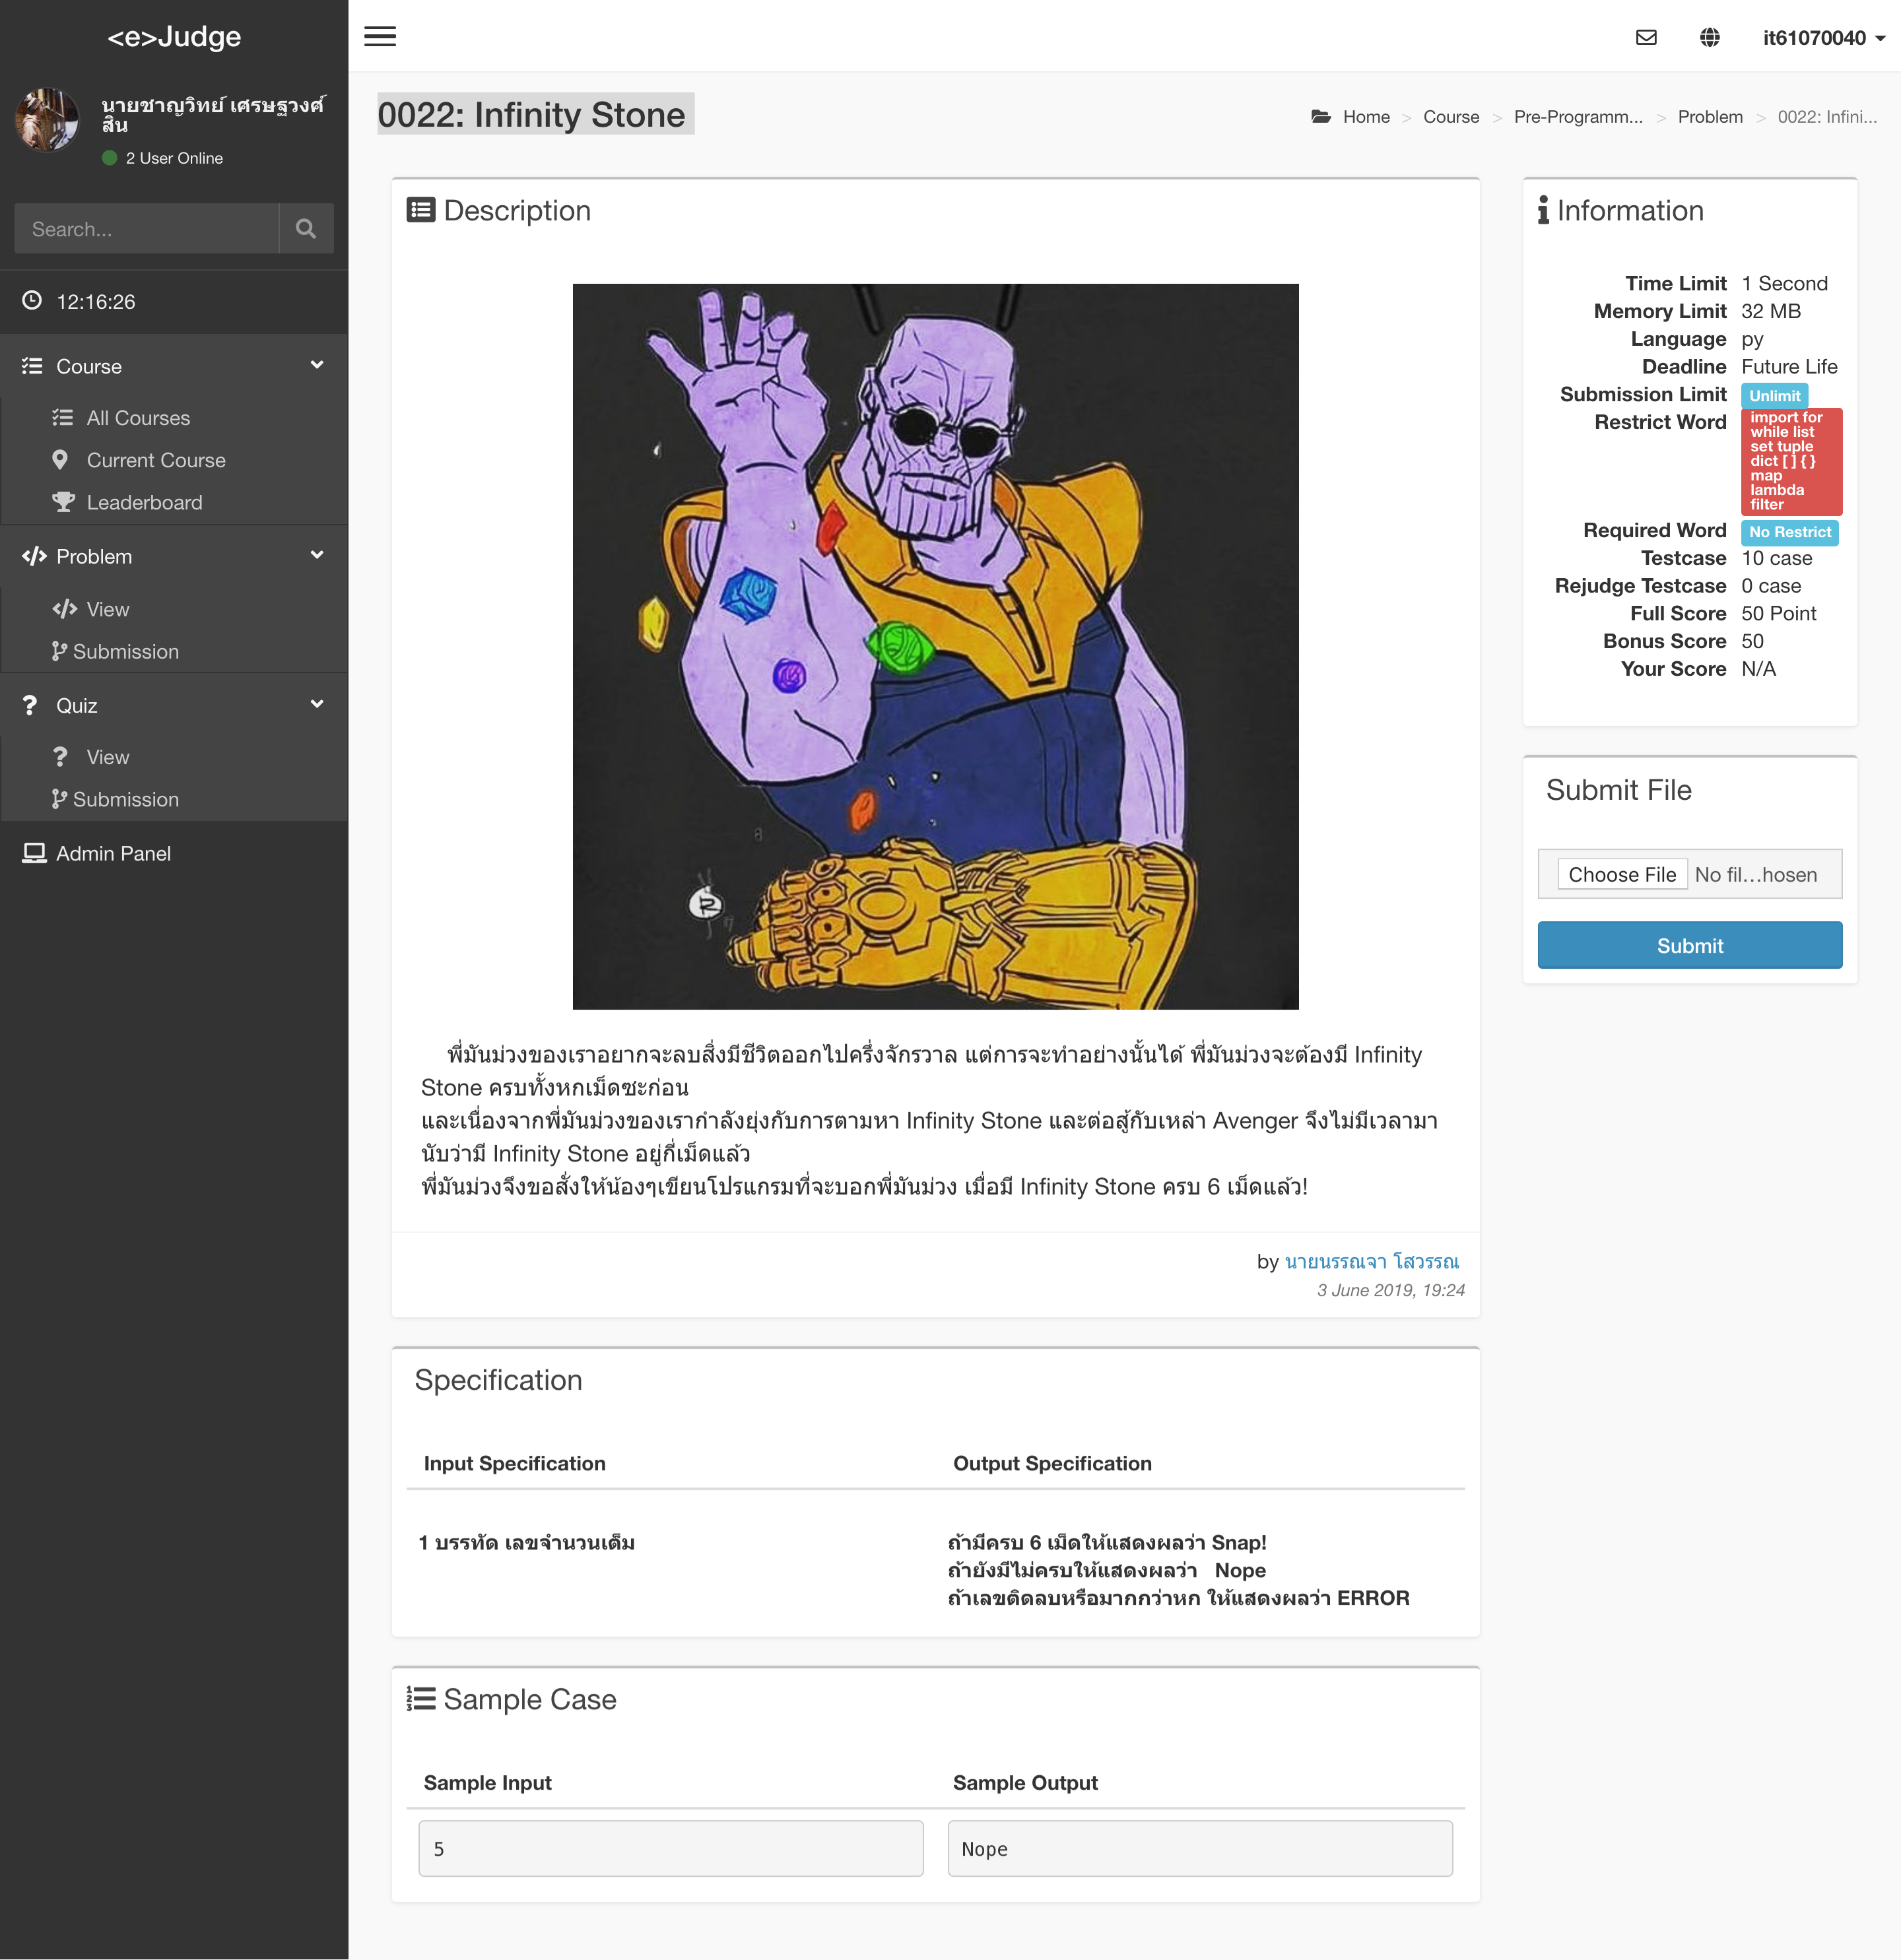 <e>Judge
it61070040
นายชาญวิทย์ เศรษฐวงศ์
สิน
2 User Online
Search...
12:16:26
Course
All Courses
Current Course
Leaderboard
Problem
View
Submission
Quiz
View
Submission
Admin Panel
0022: Infinity Stone
Home > Course > Pre-Programm... > Problem > 0022: Infini...
Description
R
พี่มันม่วงของเราอยากจะลบสิ่งมีชีวิตออกไปครึ่งจักรวาล แต่การจะทำอย่างนั้นได้ พี่มันม่วงจะต้องมี Infinity
Stone ครบทั้งหกเม็ดซะก่อน
และเนื่องจากพี่มันม่วงของเรากำลังยุ่งกับการตามหา Infinity Stone และต่อสู้กับเหล่า Avenger จึงไม่มีเวลามา
นับว่ามี Infinity Stone อยู่กี่เม็ดแล้ว
พี่มันม่วงจึงขอสั่งให้น้องๆเขียนโปรแกรมที่จะบอกพี่มันม่วง เมื่อมี Infinity Stone ครบ 6 เม็ดแล้ว!
by นายนรรณจา โสวรรณ
3 June 2019, 19:24
Specification
Input Specification
Output Specification
1 บรรทัด เลขจำนวนเต็ม
ถ้ามีครบ 6 เม็ดให้แสดงผลว่า Snap!
ถ้ายังมีไม่ครบให้แสดงผลว่า Nope
ถ้าเลขติดลบหรือมากกว่าหก ให้แสดงผลว่า ERROR
Sample Case
Sample Input
Sample Output
5
Nope
Information
Time Limit 1 Second
Memory Limit 32 MB
Language py
Deadline Future Life
Submission Limit Unlimit
Restrict Word import for
while list
set tuple
dict [ ] { }
map
lambda
filter
Required Word No Restrict
Testcase 10 case
Rejudge Testcase 0 case
Full Score 50 Point
Bonus Score 50
Your Score N/A
Submit File
Choose File No fil...hosen
Submit